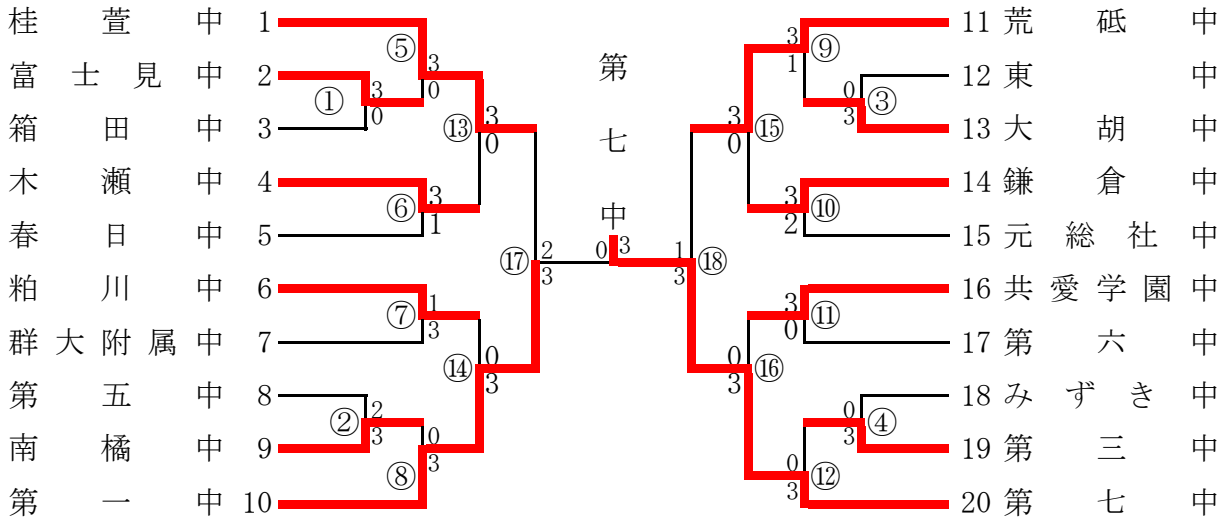 桂萱中 1
富士見中 2
箱田中 3
木瀬中 4
春日中 5
粕川中 6
群大附属中 7
第五中 8
南橘中 9
第一中 10
① 3 0
② 2 3
⑤ 3 0
⑥ 3 1
⑦ 1 3
⑧ 0 3
⑬ 3 0
⑭ 0 3
⑰ 2 3
第七中
0 3
⑱ 1 3
⑮ 3 0
⑯ 0 3
⑨ 3 1
⑩ 3 2
⑪ 3 0
⑫ 0 3
③ 0 3
④ 0 3
11 荒砥中
12 東中
13 大胡中
14 鎌倉中
15 元総社中
16 共愛学園中
17 第六中
18 みずき中
19 第三中
20 第七中